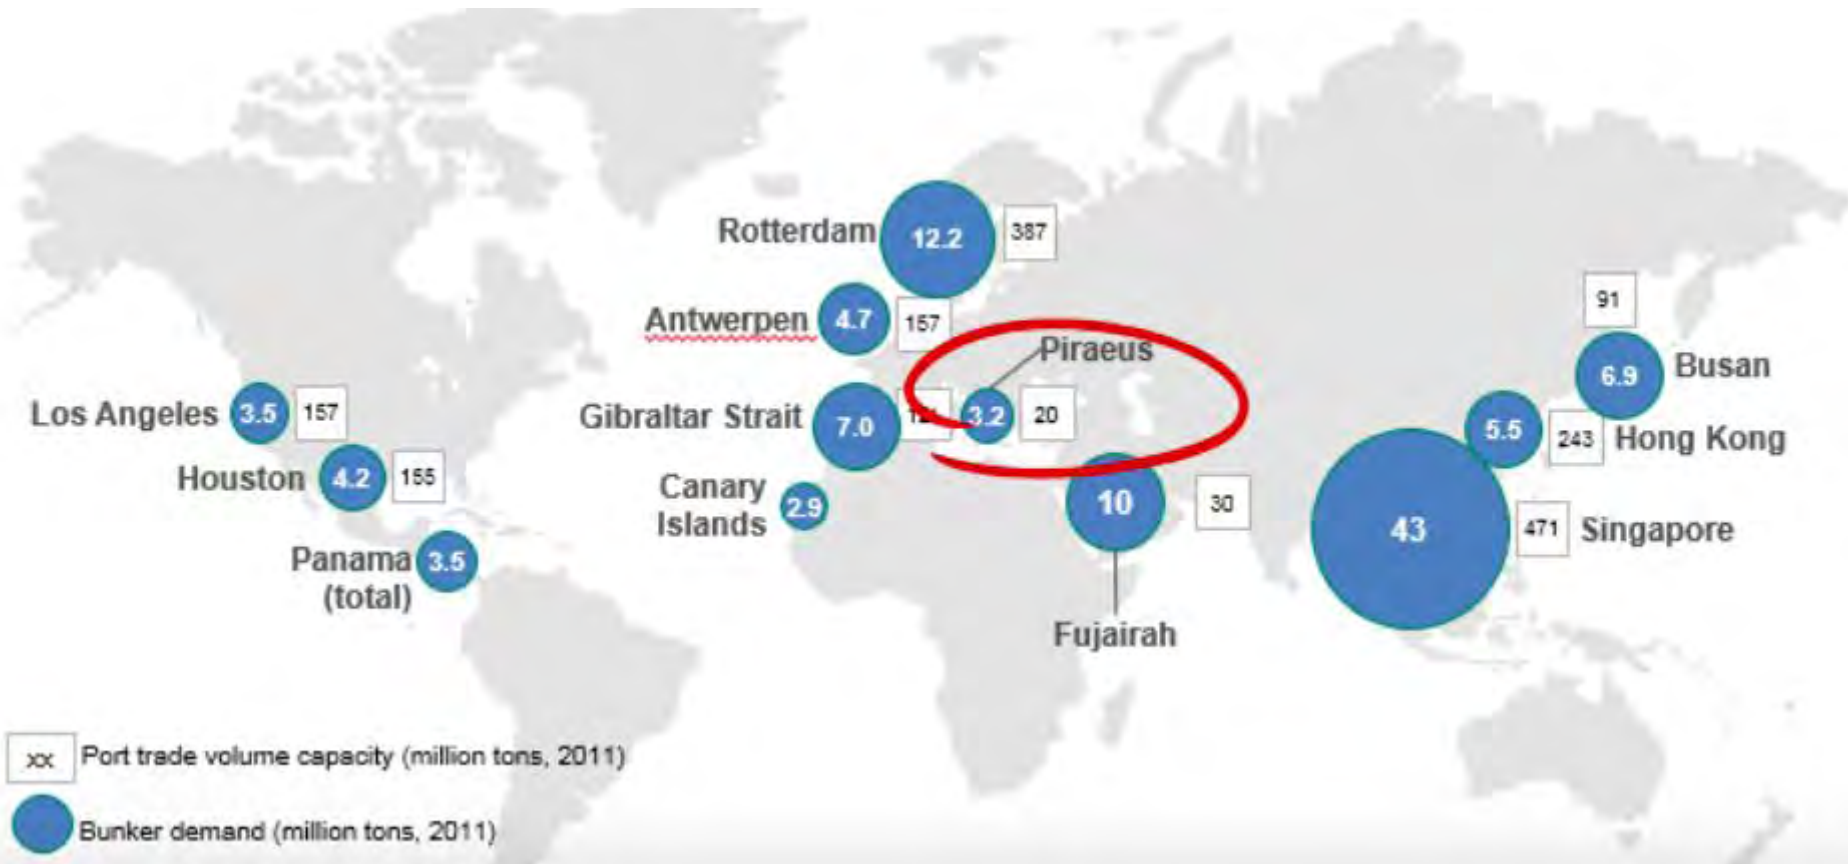 Rotterdam 12.2 387
Antwerpen 4.7 157
Piraeus
3.2 20
Gibraltar Strait 7.0
Los Angeles 3.5 157
Houston 4.2 155
Panama
(total)
3.5
Canary
Islands
2.9
10 30
Fujairah
91
6.9 Busan
5.5 243 Hong Kong
43 471 Singapore
xx Port trade volume capacity (million tons, 2011)
Bunker demand (million tons, 2011)